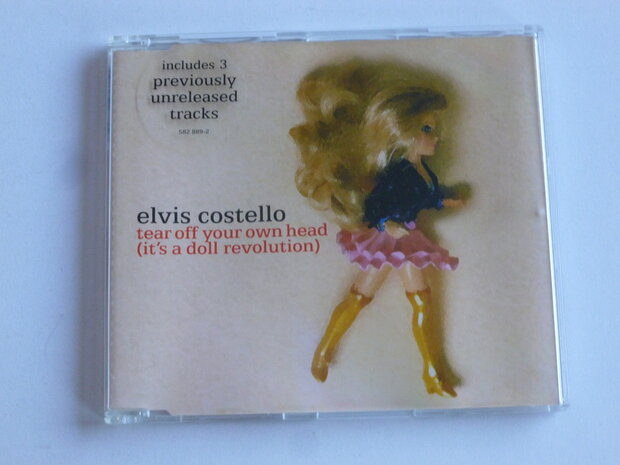 includes 3
previously
unreleased
tracks
582 889-2
elvis costello
tear off your own head
(it's a doll revolution)